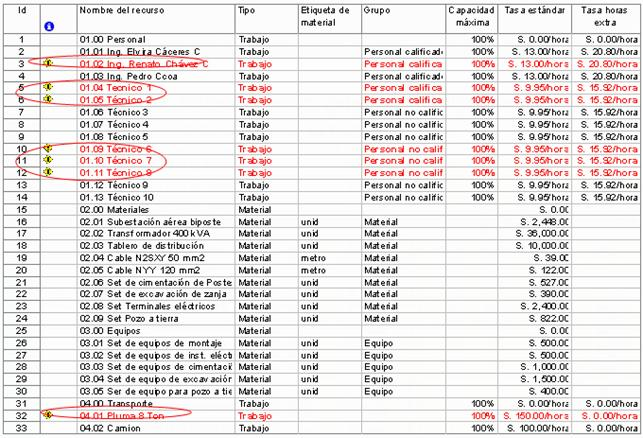 Id Nombre del recurso Tipo Etiqueta de material Grupo Capacidad máxima Tasa estándar Tasa horas extra
1 01.00 Personal Trabajo 100% S. 0.00/hora S. 0.00/hora
2 01.01 Ing. Elvira Cáceres C Trabajo Personal calificado 100% S. 13.00/hora S. 20.80/hora
3 01.02 Ing. Renato Chávez C Trabajo Personal califica 100% S. 13.00/hora S. 20.80/hora
4 01.03 Ing. Pedro Ccoa Trabajo Personal califica 100% S. 13.00/hora S. 20.80/hora
5 01.04 Tecnico 1 Trabajo Personal califica 100% S. 9.95/hora S. 15.92/hora
6 01.05 Técnico 2 Trabajo Personal califica 100% S. 9.95/hora S. 15.92/hora
7 01.06 Técnico 3 Trabajo Personal no calific 100% S. 9.95/hora S. 15.92/hora
8 01.07 Técnico 4 Trabajo Personal no calific 100% S. 9.95/hora S. 15.92/hora
9 01.08 Técnico 5 Trabajo Personal no calific 100% S. 9.95/hora S. 15.92/hora
10 01.09 Técnico 6 Trabajo Personal no calif 100% S. 9.95/hora S. 15.92/hora
11 01.10 Técnico 7 Trabajo Personal no calif 100% S. 9.95/hora S. 15.92/hora
12 01.11 Técnico 8 Trabajo Personal no calif 100% S. 9.95/hora S. 15.92/hora
13 01.12 Técnico 9 Trabajo Personal no calific 100% S. 9.95/hora S. 15.92/hora
14 01.13 Técnico 10 Trabajo Personal no calific 100% S. 9.95/hora S. 15.92/hora
15 02.00 Materiales Material S. 0.00
16 02.01 Subestación aérea biposte Material unid Material S. 2,448.00
17 02.02 Transformador 400 kVA Material unid Material S. 36,000.00
18 02.03 Tablero de distribución Material unid Material S. 10,000.00
19 02.04 Cable N2SXY 50 mm2 Material metro Material S. 39.00
20 02.05 Cable NYY 120 mm2 Material metro Material S. 122.00
21 02.06 Set de cimentación de Poste Material unid Material S. 527.00
22 02.07 Set de excavación de zanja Material unid Material S. 390.00
23 02.08 Set Terminales eléctricos Material unid Material S. 2,400.00
24 02.09 Set Pozo a tierra Material unid Material S. 822.00
25 03.00 Equipos Material S. 0.00
26 03.01 Set de equipos de montaje Material unid Equipo S. 500.00
27 03.02 Set de equipos de inst. eléct Material unid Equipo S. 500.00
28 03.03 Set de equipos de cimentació Material unid Equipo S. 1,000.00
29 03.04 Set de equipo de excavación Material unid Equipo S. 1,500.00
30 03.05 Ser de equipo para pozo a tie Material unid Equipo S. 400.00
31 04.00 Transporte Trabajo 100% S. 0.00/hora S. 0.00/hora
32 04.01 Pluma 8 Ton Trabajo 100% S. 150.00/hora S. 0.00/hora
33 04.02 Camion Trabajo 100% S. 100.00/hora S. 0.00/hora